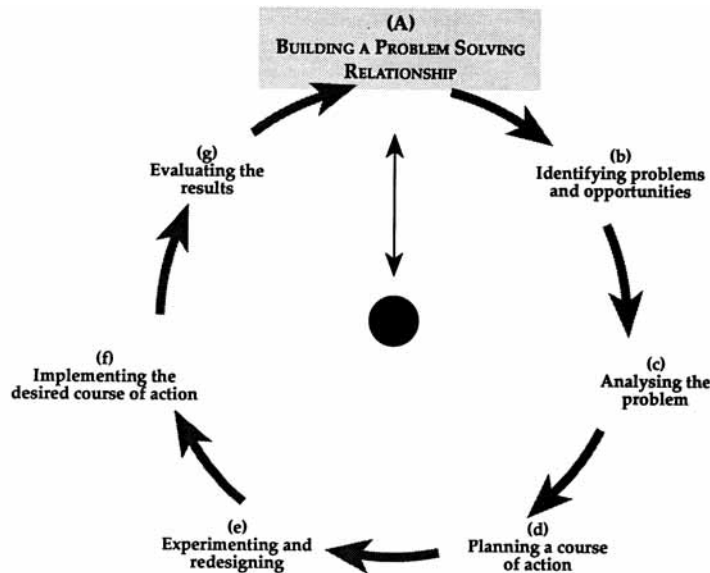 (A)
BUILDING A PROBLEM SOLVING
RELATIONSHIP
(b)
Identifying problems
and opportunities
(c)
Analysing the
problem
(d)
Planning a course
of action
(e)
Experimenting and
redesigning
(f)
Implementing the
desired course of action
(g)
Evaluating the
results